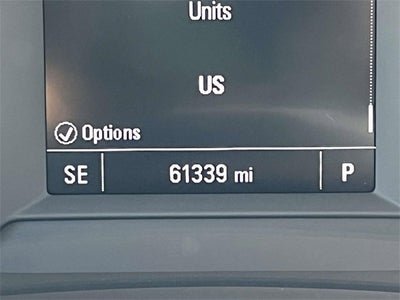 Units
US
Options
SE 61339 mi P